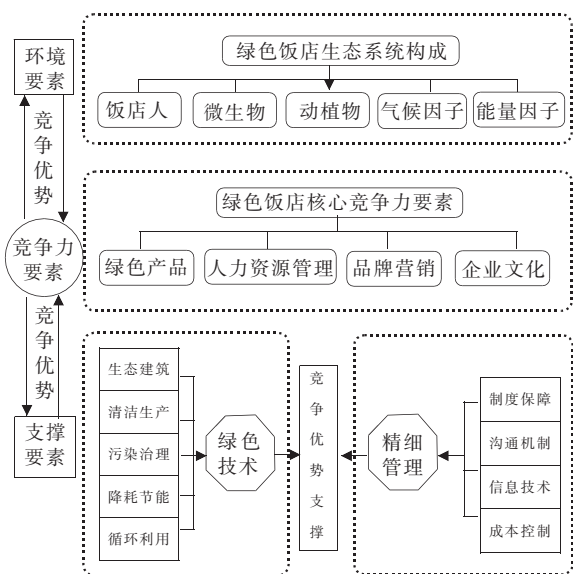 环境
要素
绿色饭店生态系统构成
饭店人
微生物
动植物
气候因子
能量因子
竞争优势
绿色饭店核心竞争力要素
竞争力
要素
绿色产品
人力资源管理
品牌营销
企业文化
竞争优势
支撑
要素
生态建筑
清洁生产
污染治理
降耗节能
循环利用
绿色
技术
竞争优势支撑
精细
管理
制度保障
沟通机制
信息技术
成本控制